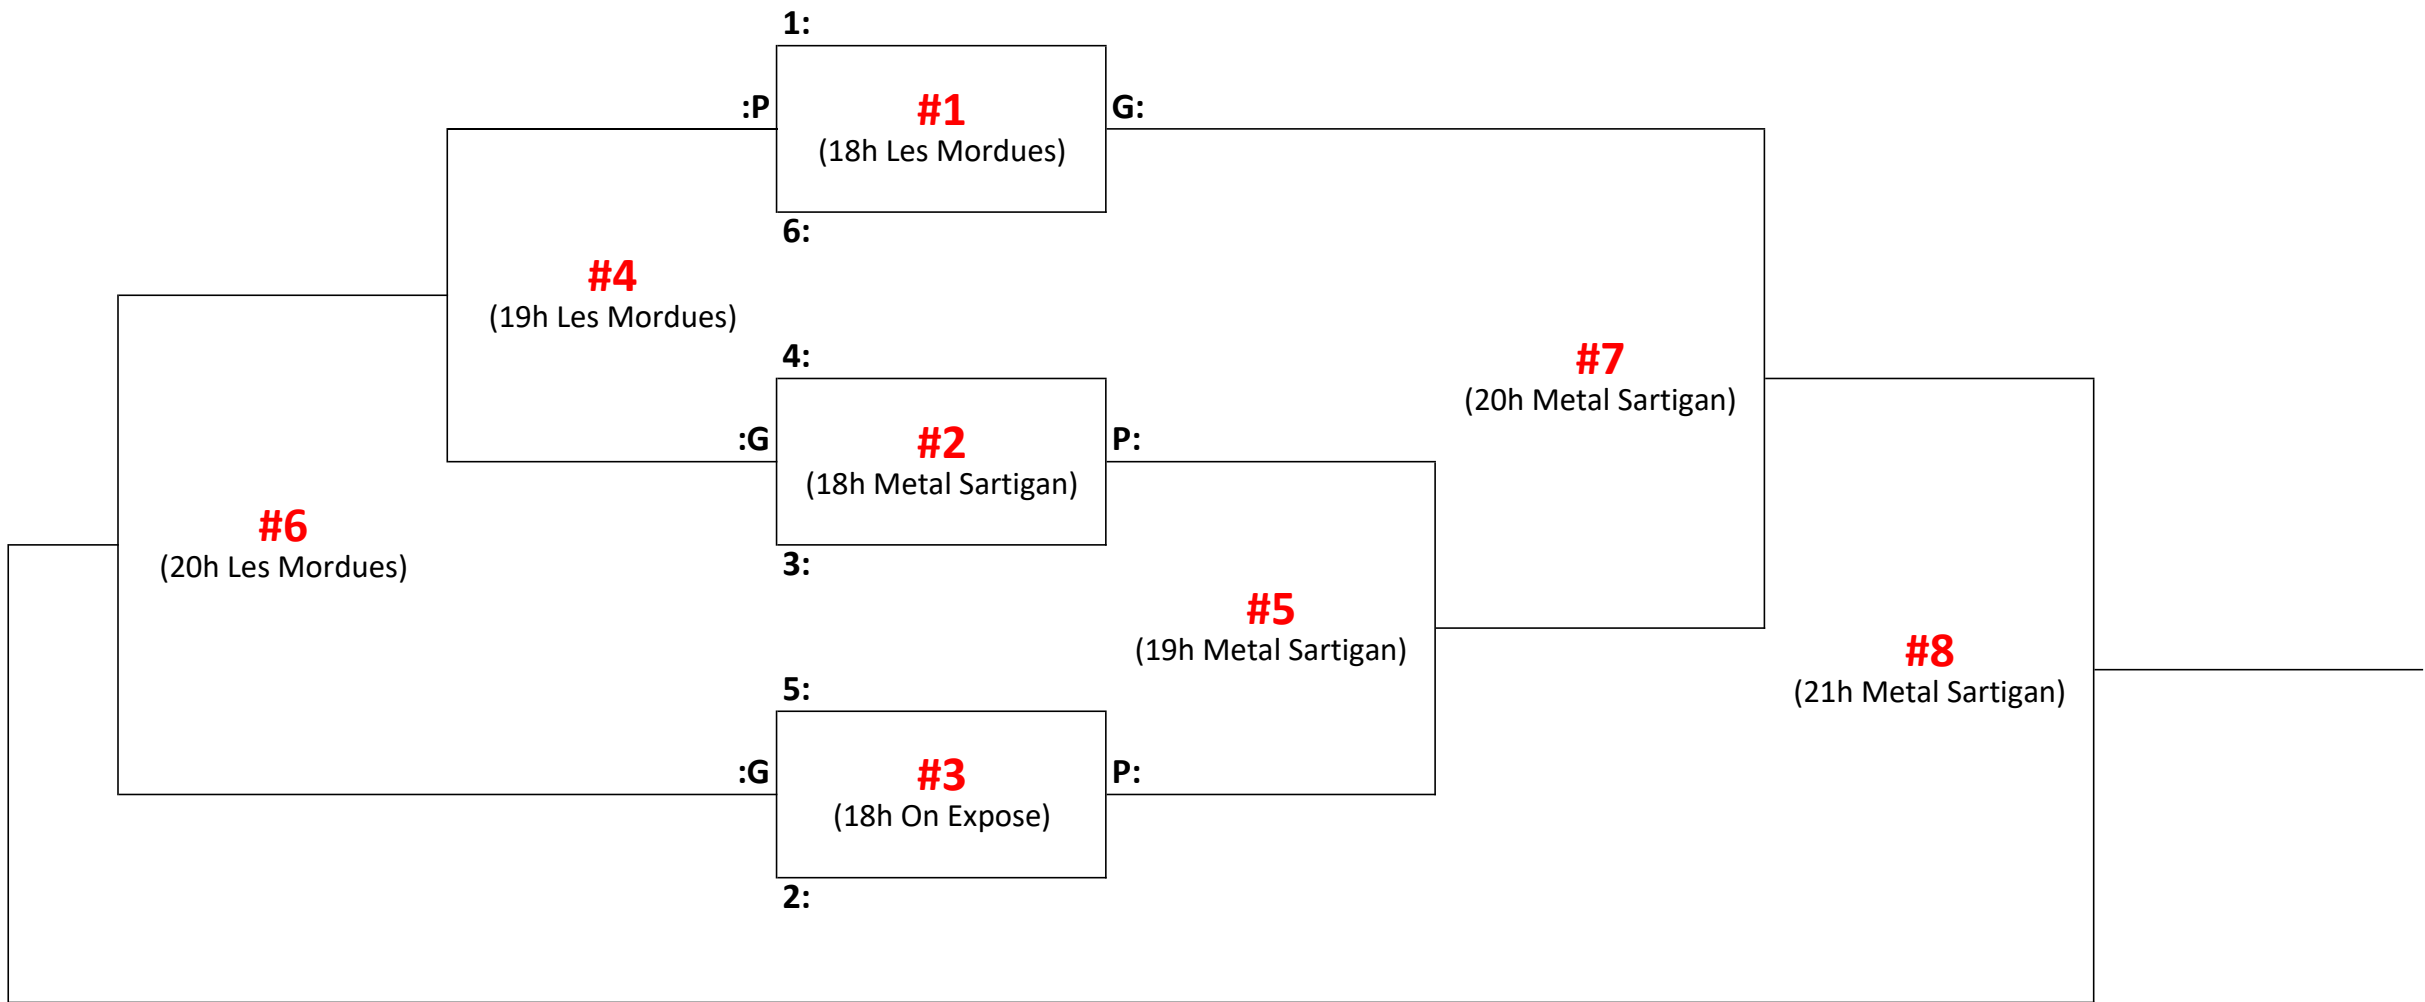 1:
:P
#1
G:
(18h Les Mordues)
6:
#4
(19h Les Mordues)
4:
#7
(20h Metal Sartigan)
:G
#2
P:
(18h Metal Sartigan)
#6
(20h Les Mordues)
3:
#5
(19h Metal Sartigan)
#8
(21h Metal Sartigan)
5:
:G
#3
P:
(18h On Expose)
2: